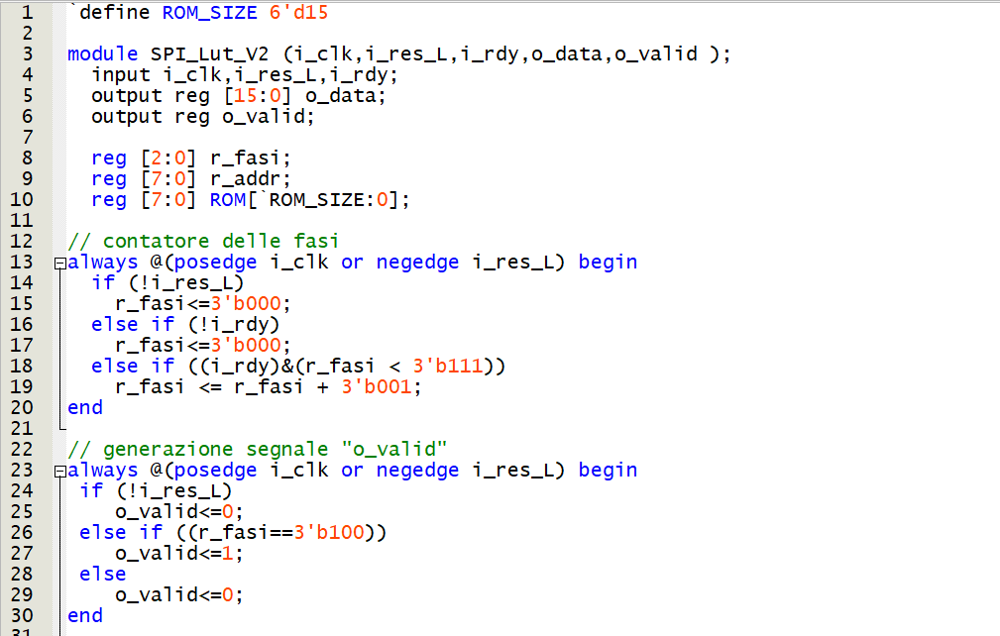 1 `define ROM_SIZE 6'd15
2
3 module SPI_Lut_V2 (i_clk,i_res_L,i_rdy,o_data,o_valid );
4   input i_clk,i_res_L,i_rdy;
5   output reg [15:0] o_data;
6   output reg o_valid;
7
8   reg [2:0] r_fasi;
9   reg [7:0] r_addr;
10   reg [7:0] ROM[`ROM_SIZE:0];
11
12 // contatore delle fasi
13 always @(posedge i_clk or negedge i_res_L) begin
14   if (!i_res_L)
15     r_fasi<=3'b000;
16   else if (!i_rdy)
17     r_fasi<=3'b000;
18   else if ((i_rdy)&(r_fasi < 3'b111))
19     r_fasi <= r_fasi + 3'b001;
20 end
21
22 // generazione segnale "o_valid"
23 always @(posedge i_clk or negedge i_res_L) begin
24  if (!i_res_L)
25     o_valid<=0;
26  else if ((r_fasi==3'b100))
27     o_valid<=1;
28  else
29     o_valid<=0;
30 end
31